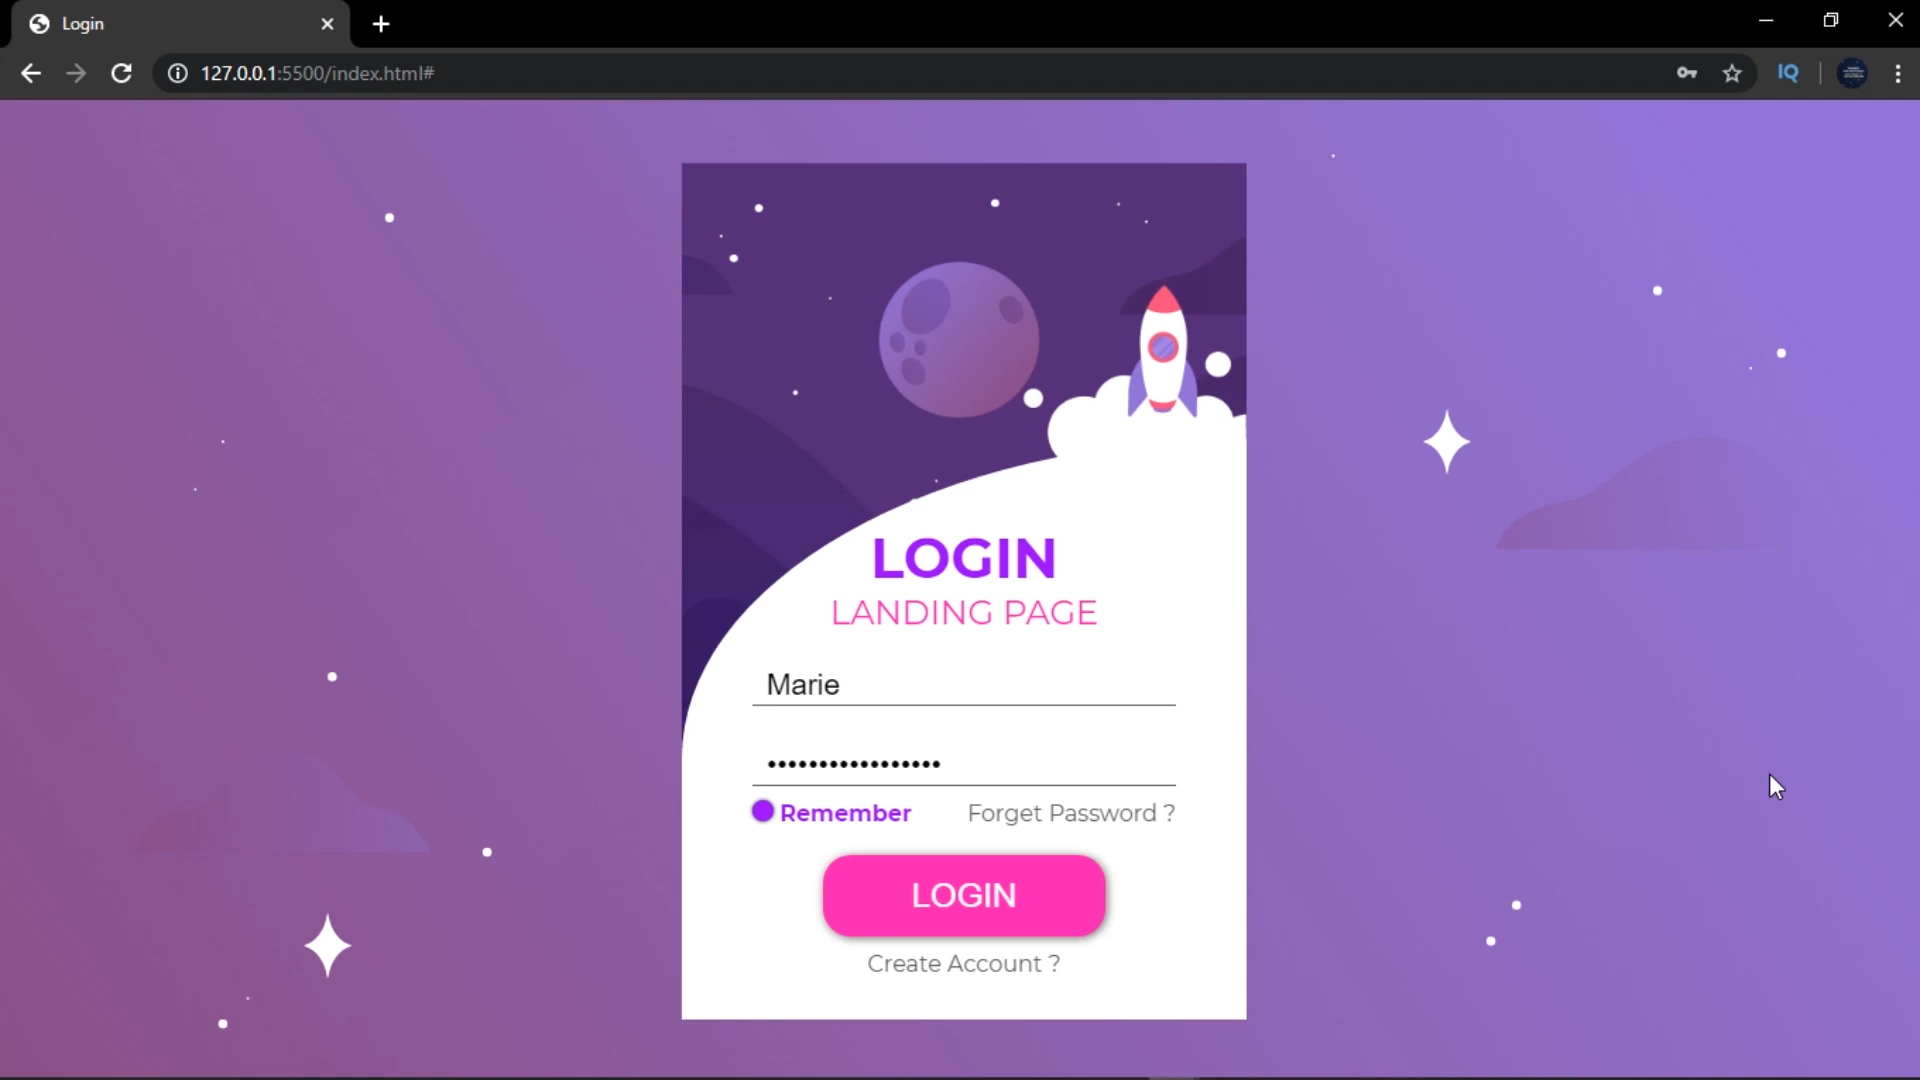 Login
127.0.0.1:5500/index.html#
IQ
LOGIN
LANDING PAGE
Marie
•••••••••••••••••
Remember
Forget Password ?
LOGIN
Create Account ?